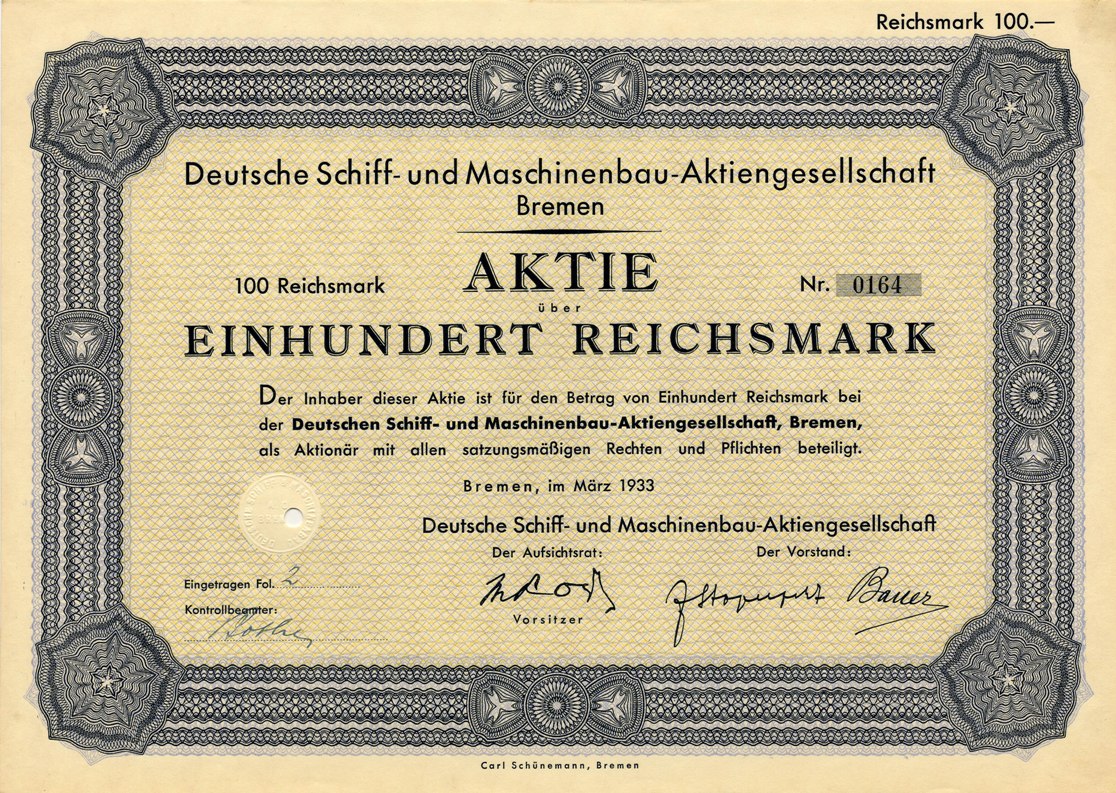 Reichsmark 100.—
Deutsche Schiff- und Maschinenbau-Aktiengesellschaft
Bremen
AKTIE
100 Reichsmark
Nr. 0164
über
EINHUNDERT REICHSMARK
Der Inhaber dieser Aktie ist für den Betrag von Einhundert Reichsmark bei
der Deutschen Schiff- und Maschinenbau-Aktiengesellschaft, Bremen,
als Aktionär mit allen satzungsmäßigen Rechten und Pflichten beteiligt.
Bremen, im März 1933
Deutsche Schiff- und Maschinenbau-Aktiengesellschaft
Der Aufsichtsrat:
Der Vorstand:
Eingetragen Fol. 2
Kontrollbeamter:
Bauer
Vorsitzer
Carl Schünemann, Bremen